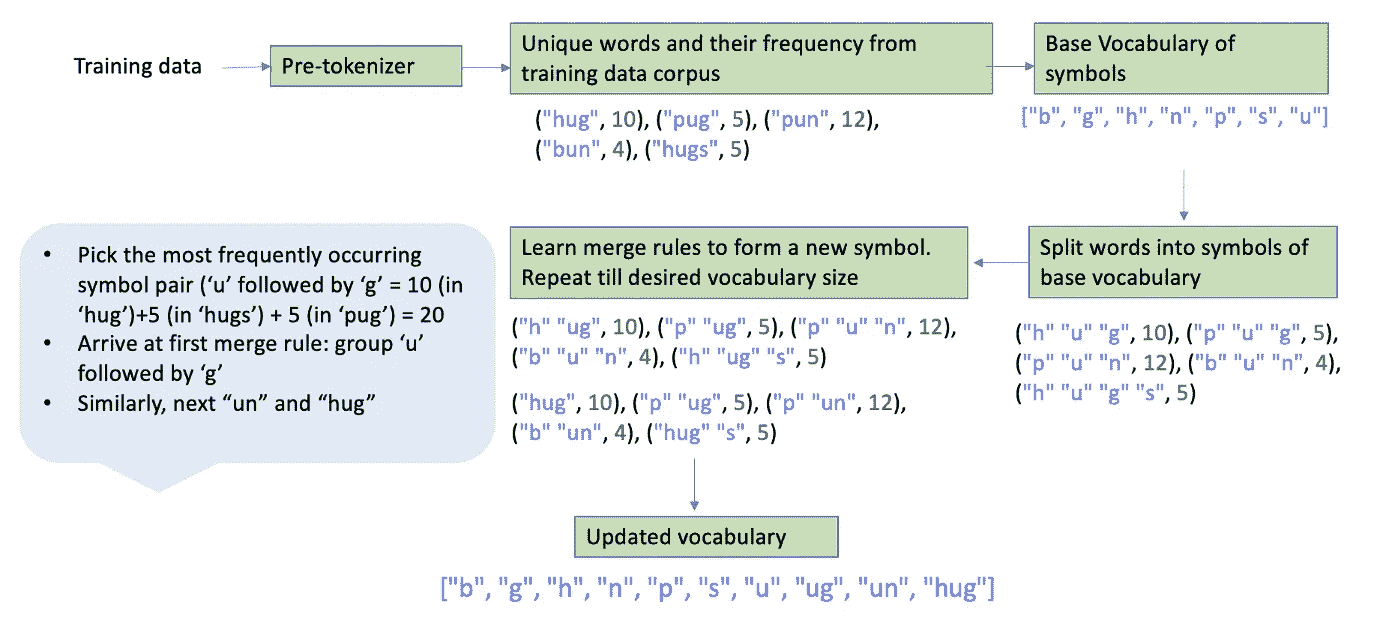 Training data
Pre-tokenizer
Unique words and their frequency from
training data corpus
Base Vocabulary of
symbols
("hug", 10), ("pug", 5), ("pun", 12),
("bun", 4), ("hugs", 5)
["b", "g", "h", "n", "p", "s", "u"]
Split words into symbols of
base vocabulary
("h" "u" "g", 10), ("p" "u" "g", 5),
("p" "u" "n", 12), ("b" "u" "n", 4),
("h" "u" "g" "s", 5)
Learn merge rules to form a new symbol.
Repeat till desired vocabulary size
("h" "ug", 10), ("p" "ug", 5), ("p" "u" "n", 12),
("b" "u" "n", 4), ("h" "ug" "s", 5)
("hug", 10), ("p" "ug", 5), ("p" "un", 12),
("b" "un", 4), ("hug" "s", 5)
• Pick the most frequently occurring
symbol pair (‘u’ followed by ‘g’ = 10 (in
‘hug’)+5 (in ‘hugs’) + 5 (in ‘pug’) = 20
• Arrive at first merge rule: group ‘u’
followed by ‘g’
• Similarly, next “un” and “hug”
Updated vocabulary
["b", "g", "h", "n", "p", "s", "u", "ug", "un", "hug"]